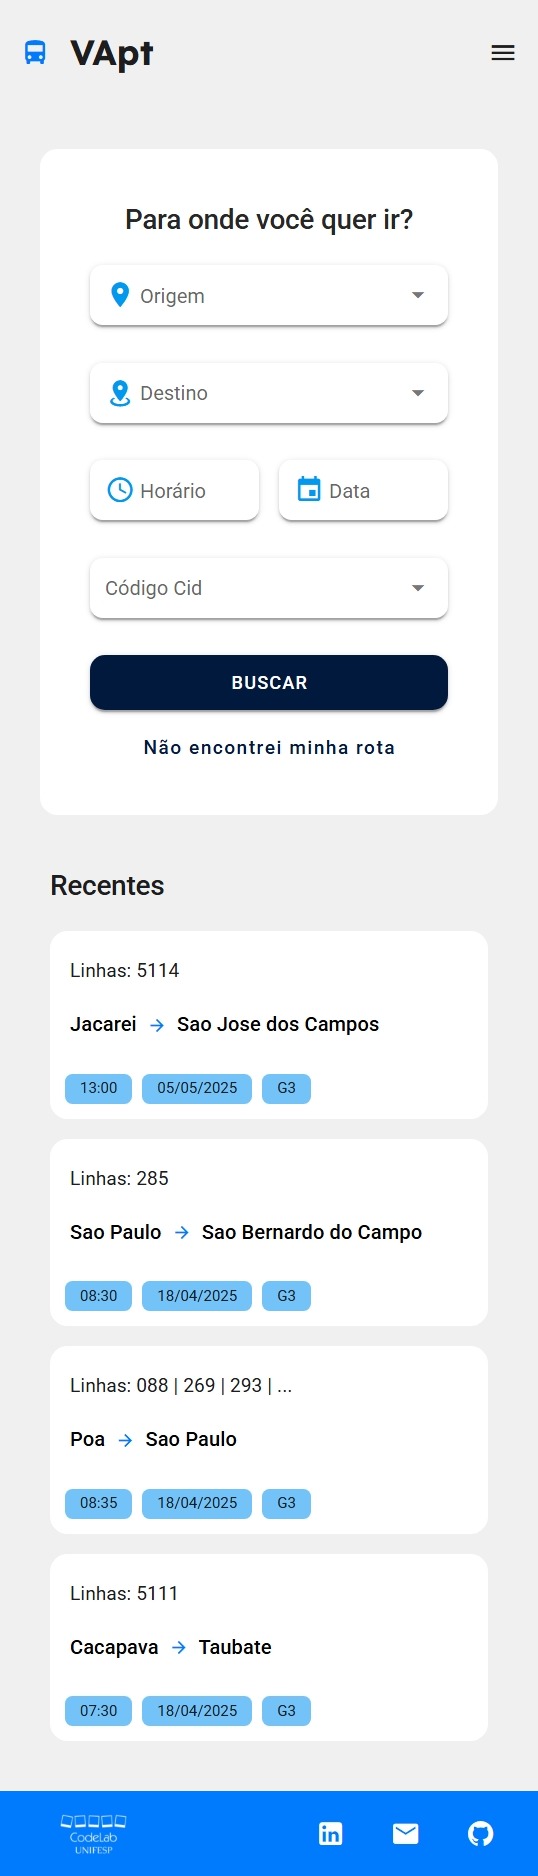 VApt
Para onde você quer ir?
Origem
Destino
Horário
Data
Código Cid
BUSCAR
Não encontrei minha rota
Recentes
Linhas: 5114
Jacarei → Sao Jose dos Campos
13:00 05/05/2025 G3
Linhas: 285
Sao Paulo → Sao Bernardo do Campo
08:30 18/04/2025 G3
Linhas: 088 | 269 | 293 | ...
Poa → Sao Paulo
08:35 18/04/2025 G3
Linhas: 5111
Cacapava → Taubate
07:30 18/04/2025 G3
CodeLab
UNIFESP